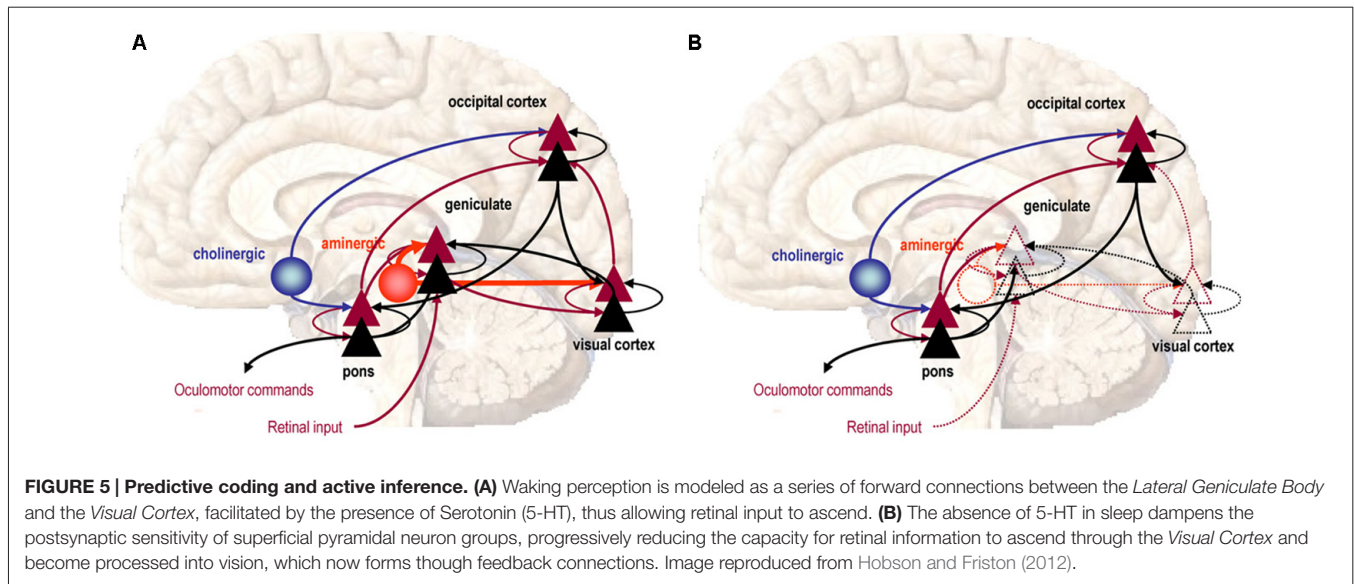 A
occipital cortex
geniculate
cholinergic
aminergic
visual cortex
pons
Oculomotor commands
Retinal input
B
occipital cortex
geniculate
cholinergic
aminergic
visual cortex
pons
Oculomotor commands
Retinal input
FIGURE 5 | Predictive coding and active inference. (A) Waking perception is modeled as a series of forward connections between the Lateral Geniculate Body
and the Visual Cortex, facilitated by the presence of Serotonin (5-HT), thus allowing retinal input to ascend. (B) The absence of 5-HT in sleep dampens the
postsynaptic sensitivity of superficial pyramidal neuron groups, progressively reducing the capacity for retinal information to ascend through the Visual Cortex and
become processed into vision, which now forms though feedback connections. Image reproduced from Hobson and Friston (2012).